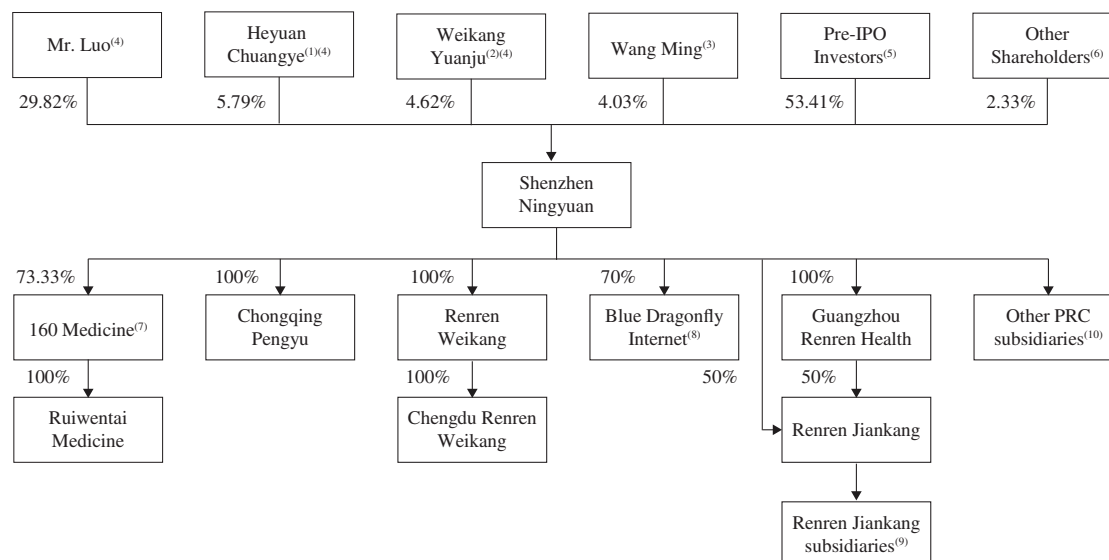 Mr. Luo(4)
Heyuan
Chuangye(1)(4)
Weikang
Yuanju(2)(4)
Wang Ming(3)
Pre-IPO
Investors(5)
Other
Shareholders(6)
29.82%
5.79%
4.62%
4.03%
53.41%
2.33%
Shenzhen
Ningyuan
73.33%
100%
100%
70%
100%
160 Medicine(7)
Chongqing
Pengyu
Renren
Weikang
Blue Dragonfly
Internet(8)
Guangzhou
Renren Health
Other PRC
subsidiaries(10)
100%
100%
50%
50%
Ruiwentai
Medicine
Chengdu Renren
Weikang
Renren Jiankang
Renren Jiankang
subsidiaries(9)